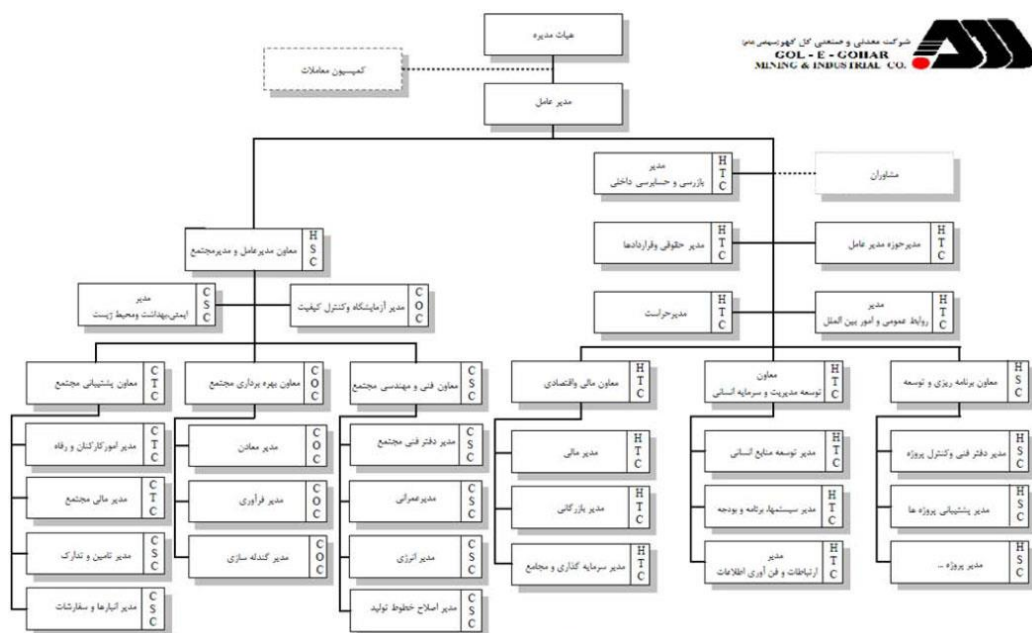 شرکت معدنی و صنعتی گل گهر(سهامی عام)
GOL - E - GOHAR
MINING & INDUSTRIAL CO.
هیات مدیره
کمیسیون معاملات
مدیر عامل
مدیر
بازرسی و حسابرسی داخلی
HTC
مشاوران
مدیر حقوقی وقراردادها
HTC
مدیرحوزه مدیر عامل
HTC
معاون مدیرعامل و مدیرمجتمع
HSC
مدیرحراست
HTC
مدیر
روابط عمومی و امور بین الملل
HTC
مدیر
ایمنی،بهداشت ومحیط زیست
CSC
مدیر آزمایشگاه وکنترل کیفیت
COC
معاون پشتیبانی مجتمع
CTC
معاون بهره برداری مجتمع
COC
معاون فنی و مهندسی مجتمع
CSC
معاون مالی واقتصادی
HTC
معاون
توسعه مدیریت و سرمایه انسانی
HTC
معاون برنامه ریزی و توسعه
HSC
مدیر امورکارکنان و رفاه
CTC
مدیر معادن
COC
مدیر دفتر فنی مجتمع
CSC
مدیر مالی
HTC
مدیر توسعه منابع انسانی
HTC
مدیر دفتر فنی وکنترل پروژه
HSC
مدیر مالی مجتمع
CTC
مدیر فرآوری
COC
مدیرعمرانی
CSC
مدیر بازرگانی
HTC
مدیر سیستمها، برنامه و بودجه
HTC
مدیر پشتیبانی پروژه ها
HSC
مدیر تامین و تدارک
CSC
مدیر گندله سازی
COC
مدیر انرژی
CSC
مدیر سرمایه گذاری و مجامع
HTC
مدیر
ارتباطات و فن آوری اطلاعات
HTC
مدیر پروژه ...
HSC
مدیر انبارها و سفارشات
CSC
مدیر اصلاح خطوط تولید
CSC